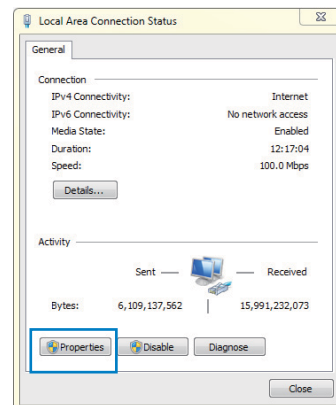 Local Area Connection Status
General
Connection
IPv4 Connectivity: Internet
IPv6 Connectivity: No network access
Media State: Enabled
Duration: 12:17:04
Speed: 100.0 Mbps
Details...
Activity
Sent Received
Bytes: 6,109,137,562 15,991,232,073
Properties Disable Diagnose
Close